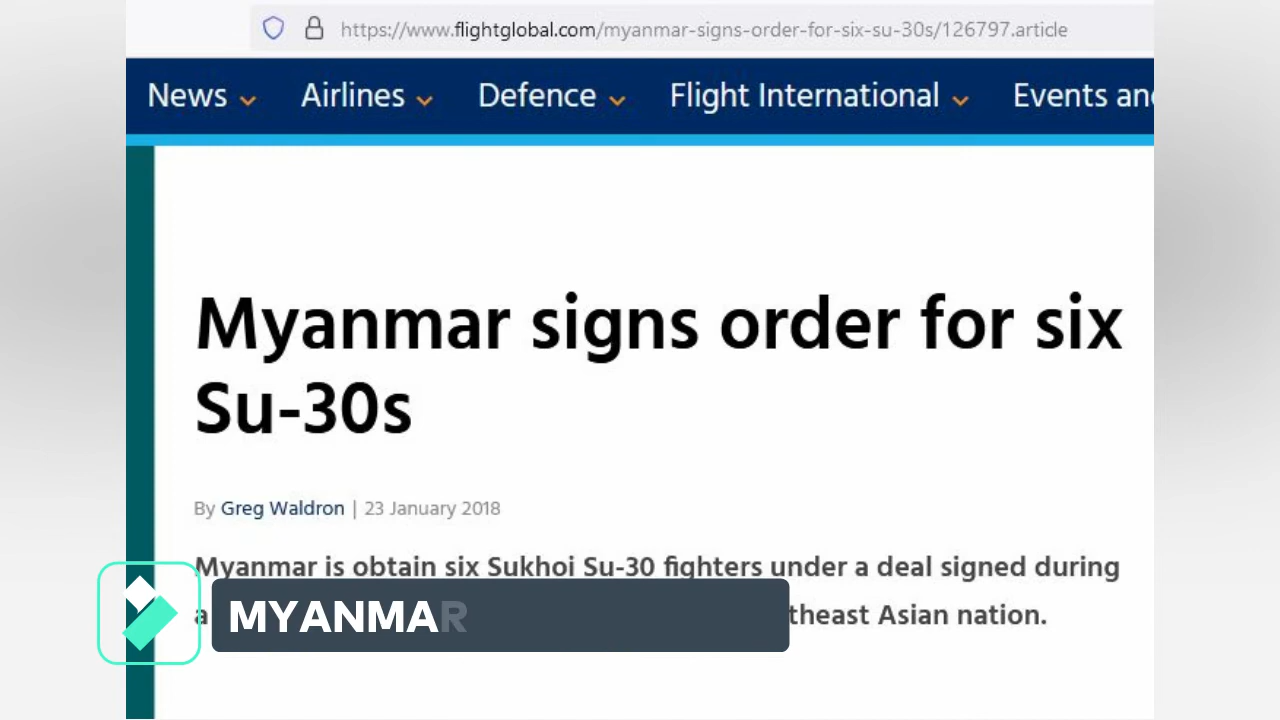 https://www.flightglobal.com/myanmar-signs-order-for-six-su-30s/126797.article
News Airlines Defence Flight International Events and
Myanmar signs order for six
Su-30s
By Greg Waldron | 23 January 2018
Myanmar is obtain six Sukhoi Su-30 fighters under a deal signed during
a theast Asian nation.
MYANMAR